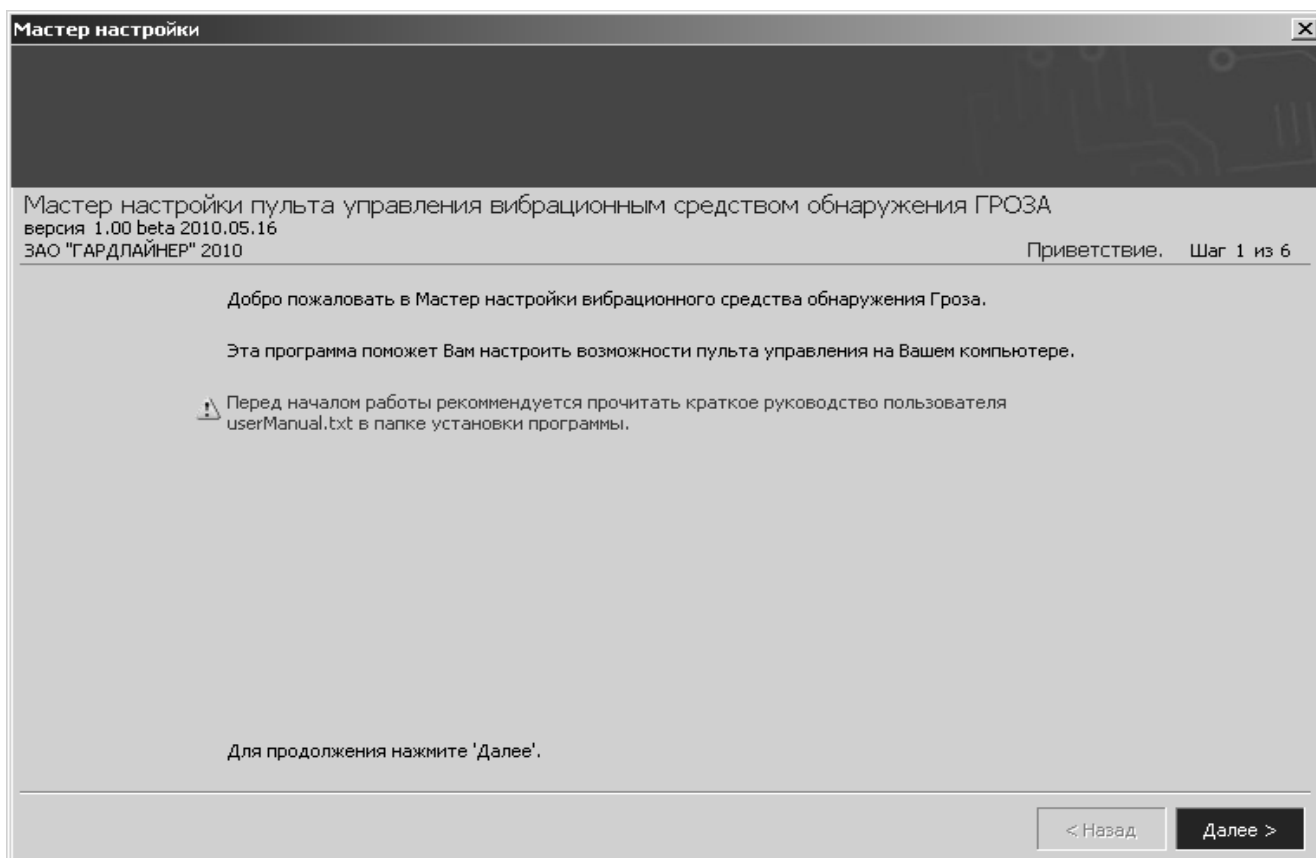 Мастер настройки
Мастер настройки пульта управления вибрационным средством обнаружения ГРОЗА
версия 1.00 beta 2010.05.16
ЗАО "ГАРДЛАЙНЕР" 2010
Приветствие. Шаг 1 из 6
Добро пожаловать в Мастер настройки вибрационного средства обнаружения Гроза.
Эта программа поможет Вам настроить возможности пульта управления на Вашем компьютере.
Перед началом работы рекоммендуется прочитать краткое руководство пользователя
userManual.txt в папке установки программы.
Для продолжения нажмите 'Далее'.
< Назад
Далее >